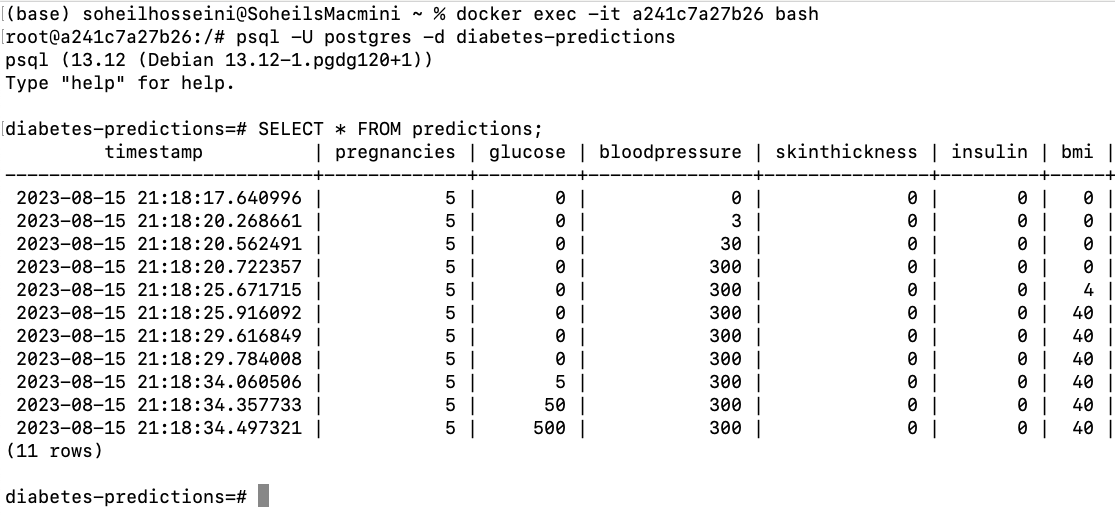 (base) soheilhosseini@SoheilsMacmini ~ % docker exec -it a241c7a27b26 bash
root@a241c7a27b26:/# psql -U postgres -d diabetes-predictions
psql (13.12 (Debian 13.12-1.pgdg120+1))
Type "help" for help.
diabetes-predictions=# SELECT * FROM predictions;
timestamp | pregnancies | glucose | bloodpressure | skinthickness | insulin | bmi |
----------------------------+-------------+---------+---------------+---------------+---------+-----+
2023-08-15 21:18:17.640996 | 5 | 0 | 0 | 0 | 0 | 0 |
2023-08-15 21:18:20.268661 | 5 | 0 | 3 | 0 | 0 | 0 |
2023-08-15 21:18:20.562491 | 5 | 0 | 30 | 0 | 0 | 0 |
2023-08-15 21:18:20.722357 | 5 | 0 | 300 | 0 | 0 | 0 |
2023-08-15 21:18:25.671715 | 5 | 0 | 300 | 0 | 0 | 4 |
2023-08-15 21:18:25.916092 | 5 | 0 | 300 | 0 | 0 | 40 |
2023-08-15 21:18:29.616849 | 5 | 0 | 300 | 0 | 0 | 40 |
2023-08-15 21:18:29.784008 | 5 | 0 | 300 | 0 | 0 | 40 |
2023-08-15 21:18:34.060506 | 5 | 5 | 300 | 0 | 0 | 40 |
2023-08-15 21:18:34.357733 | 5 | 50 | 300 | 0 | 0 | 40 |
2023-08-15 21:18:34.497321 | 5 | 500 | 300 | 0 | 0 | 40 |
(11 rows)
diabetes-predictions=#